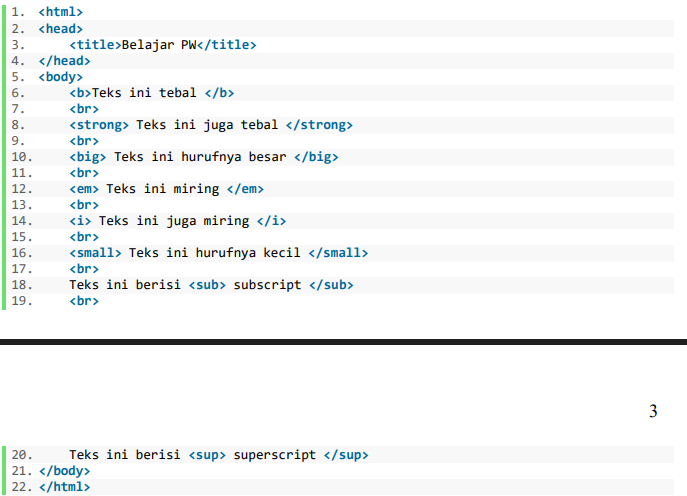 1. <html>
2. <head>
3.     <title>Belajar PW</title>
4. </head>
5. <body>
6.     <b>Teks ini tebal </b>
7.     <br>
8.     <strong> Teks ini juga tebal </strong>
9.     <br>
10.     <big> Teks ini hurufnya besar </big>
11.     <br>
12.     <em> Teks ini miring </em>
13.     <br>
14.     <i> Teks ini juga miring </i>
15.     <br>
16.     <small> Teks ini hurufnya kecil </small>
17.     <br>
18.     Teks ini berisi <sub> subscript </sub>
19.     <br>
3
20.     Teks ini berisi <sup> superscript </sup>
21. </body>
22. </html>